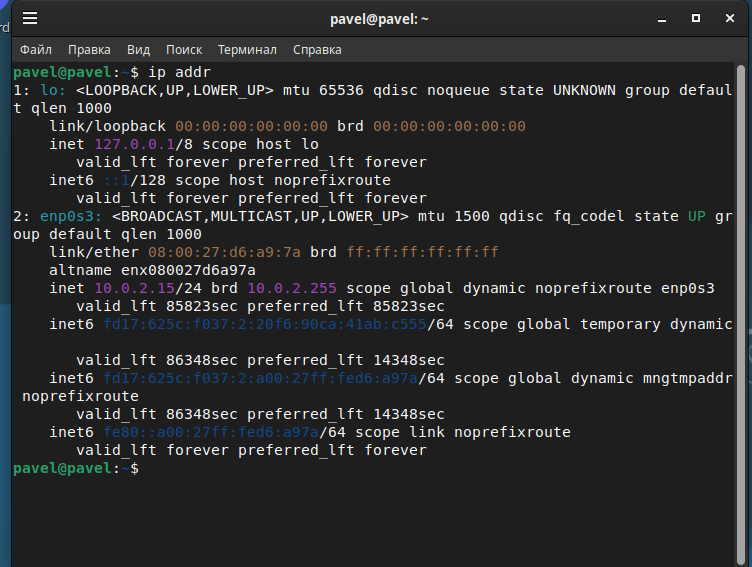 rd
pavel@pavel: ~
Файл Правка Вид Поиск Терминал Справка
pavel@pavel:~$ ip addr
1: lo: <LOOPBACK,UP,LOWER_UP> mtu 65536 qdisc noqueue state UNKNOWN group defaul
t qlen 1000
    link/loopback 00:00:00:00:00:00 brd 00:00:00:00:00:00
    inet 127.0.0.1/8 scope host lo
       valid_lft forever preferred_lft forever
    inet6 ::1/128 scope host noprefixroute
       valid_lft forever preferred_lft forever
2: enp0s3: <BROADCAST,MULTICAST,UP,LOWER_UP> mtu 1500 qdisc fq_codel state UP gr
oup default qlen 1000
    link/ether 08:00:27:d6:a9:7a brd ff:ff:ff:ff:ff:ff
    altname enx080027d6a97a
    inet 10.0.2.15/24 brd 10.0.2.255 scope global dynamic noprefixroute enp0s3
       valid_lft 85823sec preferred_lft 85823sec
    inet6 fd17:625c:f037:2:20f6:90ca:41ab:c555/64 scope global temporary dynamic
       valid_lft 86348sec preferred_lft 14348sec
    inet6 fd17:625c:f037:2:a00:27ff:fed6:a97a/64 scope global dynamic mngtmpaddr
 noprefixroute
       valid_lft 86348sec preferred_lft 14348sec
    inet6 fe80::a00:27ff:fed6:a97a/64 scope link noprefixroute
       valid_lft forever preferred_lft forever
pavel@pavel:~$